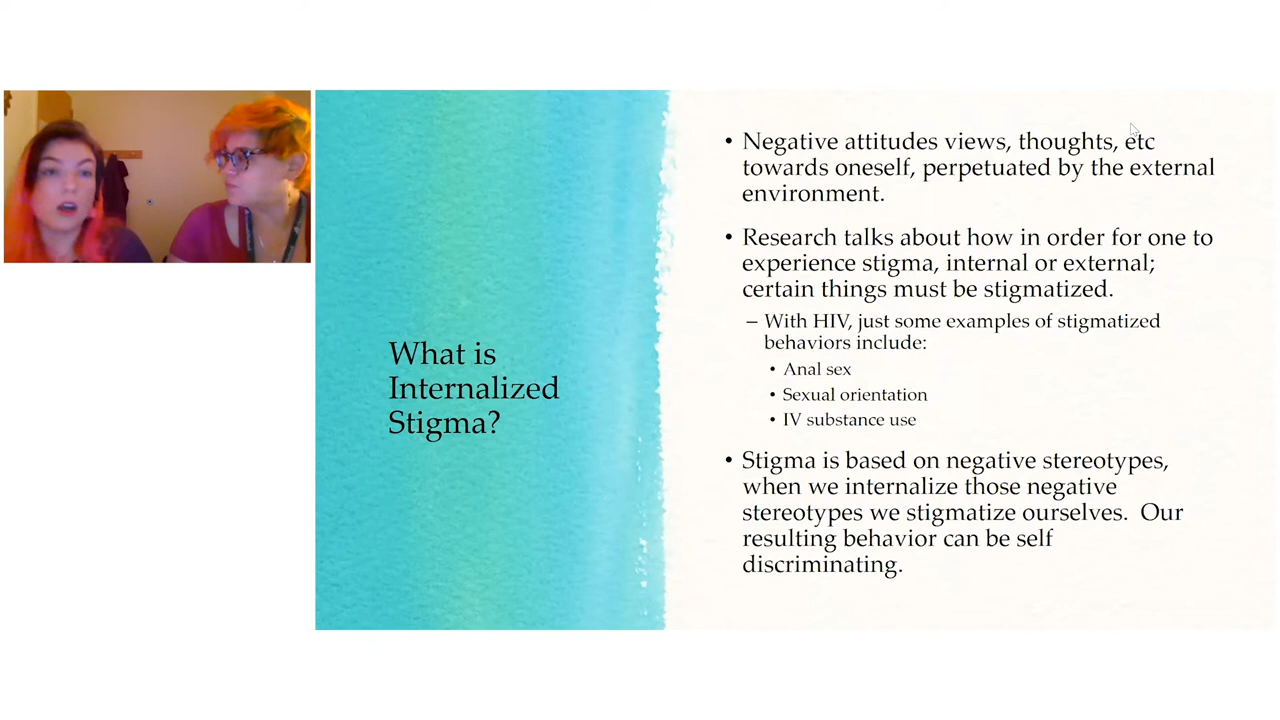 What is
Internalized
Stigma?
• Negative attitudes views, thoughts, etc
towards oneself, perpetuated by the external
environment.
• Research talks about how in order for one to
experience stigma, internal or external;
certain things must be stigmatized.
– With HIV, just some examples of stigmatized
behaviors include:
• Anal sex
• Sexual orientation
• IV substance use
• Stigma is based on negative stereotypes,
when we internalize those negative
stereotypes we stigmatize ourselves.  Our
resulting behavior can be self
discriminating.